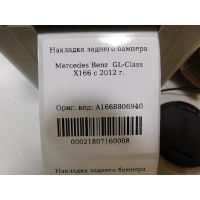 Накладка заднего бампера
Mercedes Benz GL-Class
X166 с 2012 г.
Ориг. код: A1668806940
00021807160008
Накладка заднего бампера